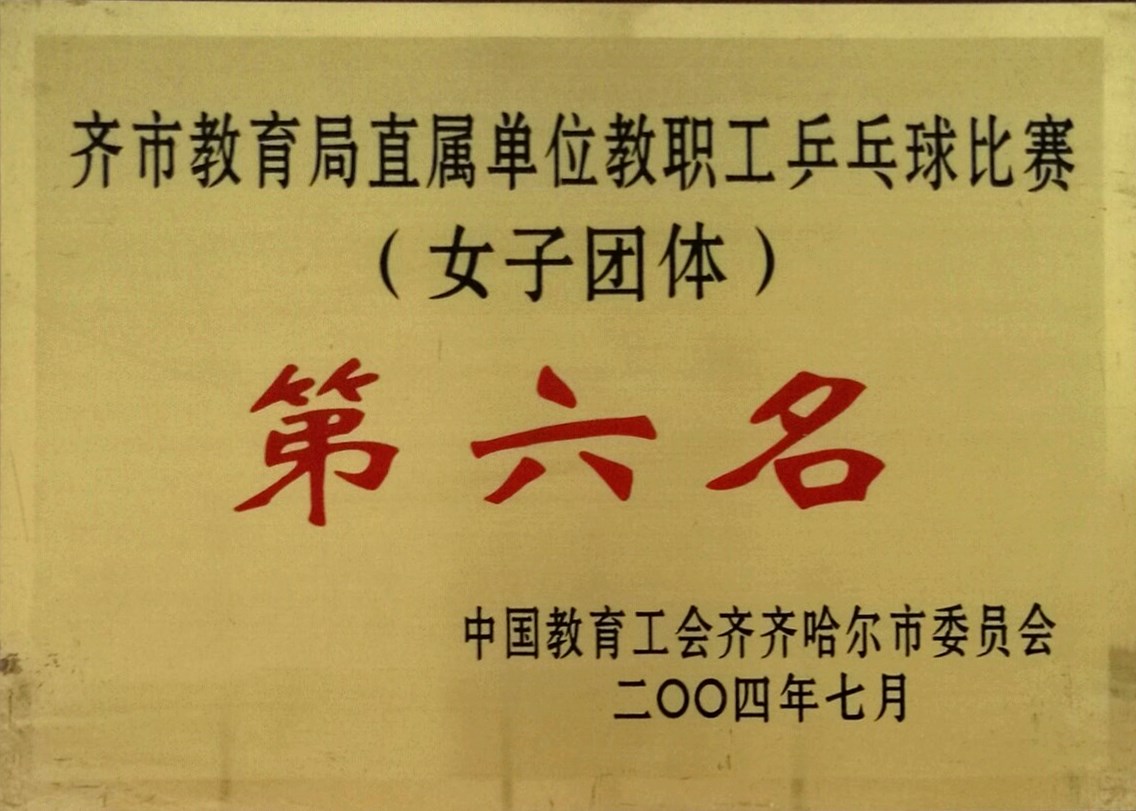 齐市教育局直属单位教职工乒乓球比赛
（女子团体）
第六名
中国教育工会齐齐哈尔市委员会
二〇〇四年七月